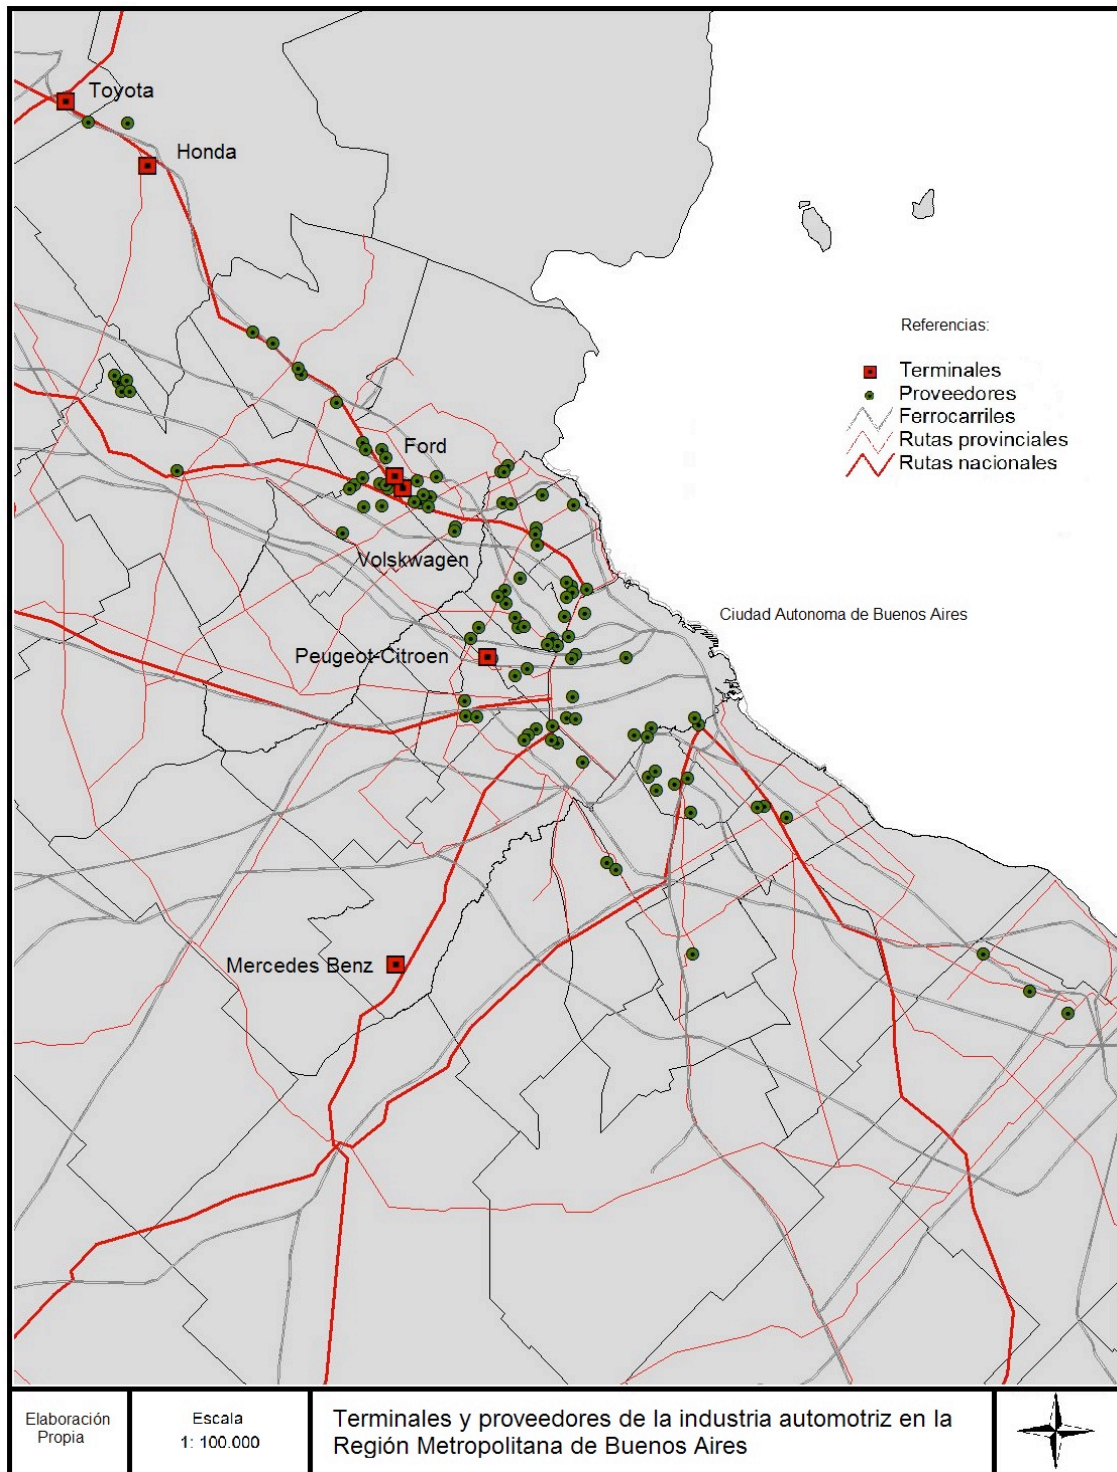 Toyota
Honda
Referencias:
Terminales
Proveedores
Ferrocarriles
Rutas provinciales
Rutas nacionales
Ford
Volskwagen
Ciudad Autonoma de Buenos Aires
Peugeot-Citroen
Mercedes Benz
Elaboración
Propia
Escala
1: 100.000
Terminales y proveedores de la industria automotriz en la
Región Metropolitana de Buenos Aires